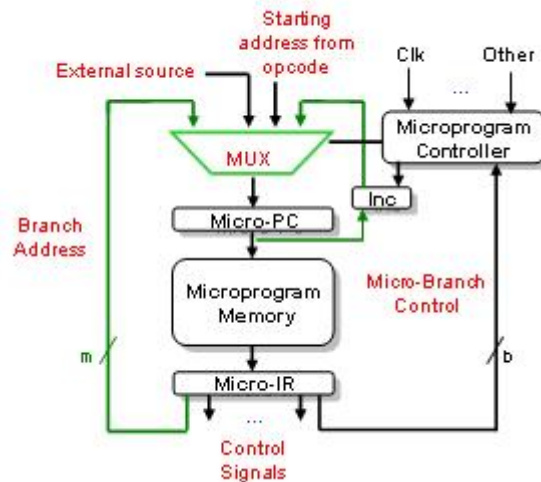 Starting
address from
opcode
External source
Clk
Other
...
Microprogram
Controller
MUX
Inc
Micro-PC
Branch
Address
Microprogram
Memory
Micro-Branch
Control
m
b
Micro-IR
...
Control
Signals